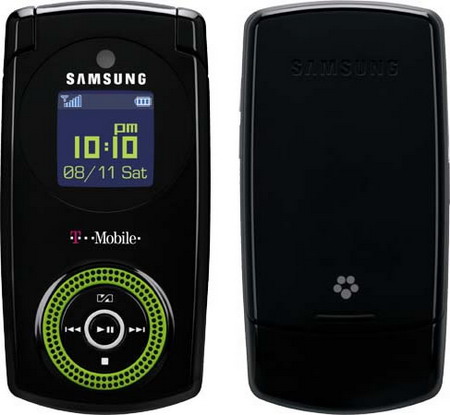 SAMSUNG
pm
10:10
08/11 Sat
T··Mobile·
SAMSUNG